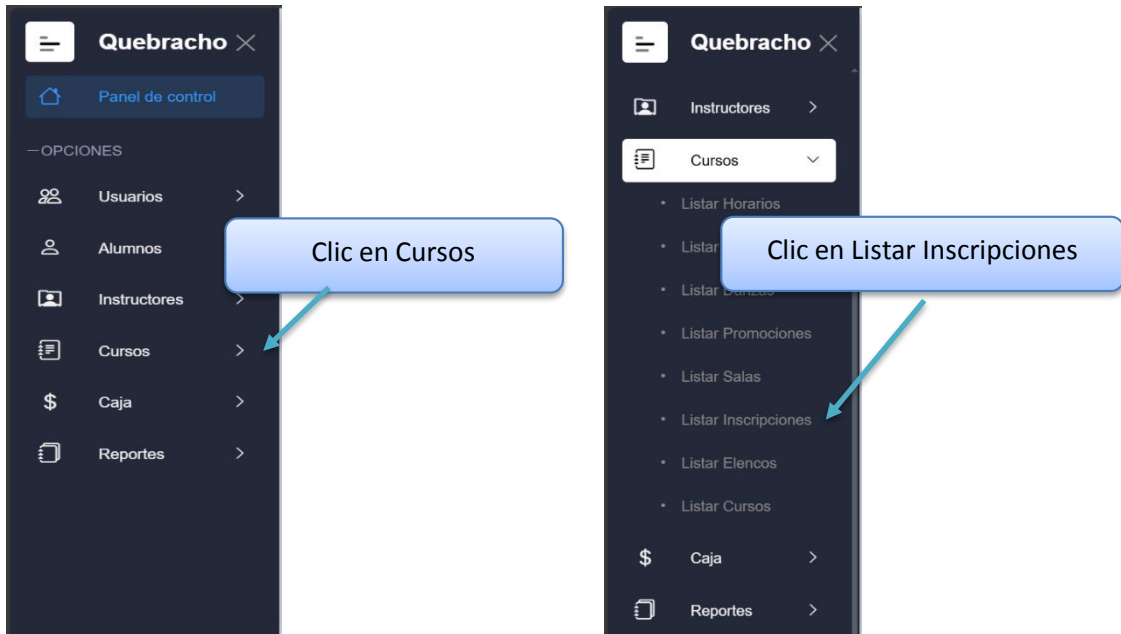 Quebracho
Panel de control
OPCIONES
Usuarios
Alumnos
Instructores
Cursos
$ Caja
Reportes
Clic en Cursos
Quebracho
Instructores
Cursos
• Listar Horarios
• Listar
• Listar
• Listar Promociones
• Listar Salas
• Listar Inscripciones
• Listar Elencos
• Listar Cursos
$ Caja
Reportes
Clic en Listar Inscripciones